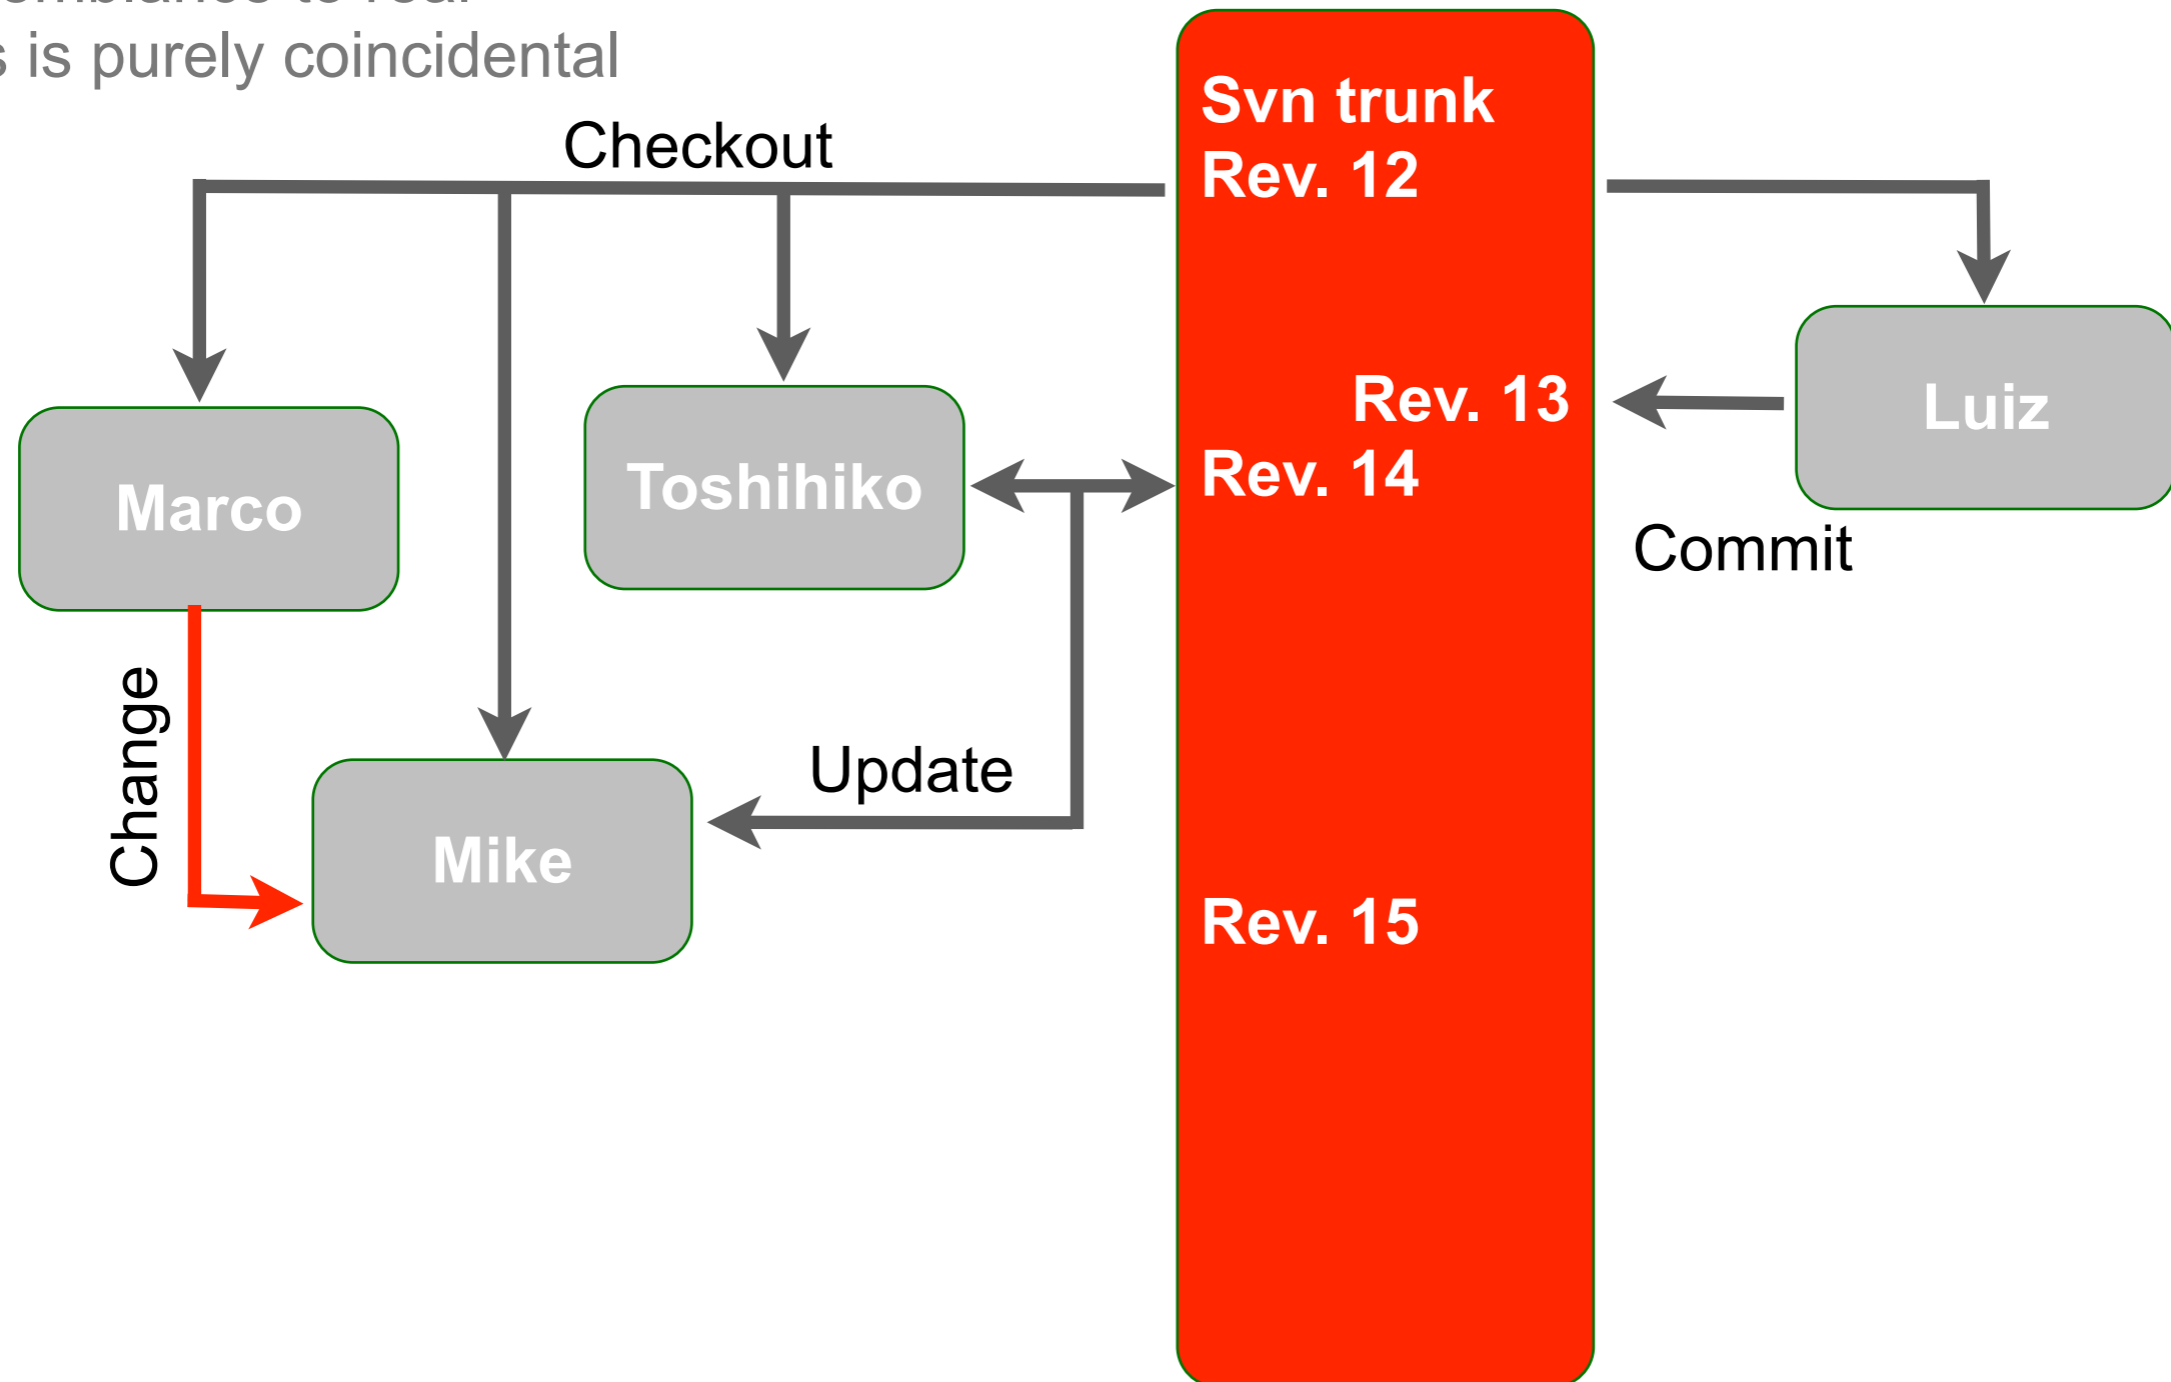 s is purely coincidental
Checkout
Svn trunk
Rev. 12
Rev. 13
Rev. 14
Rev. 15
Luiz
Commit
Toshihiko
Marco
Change
Update
Mike